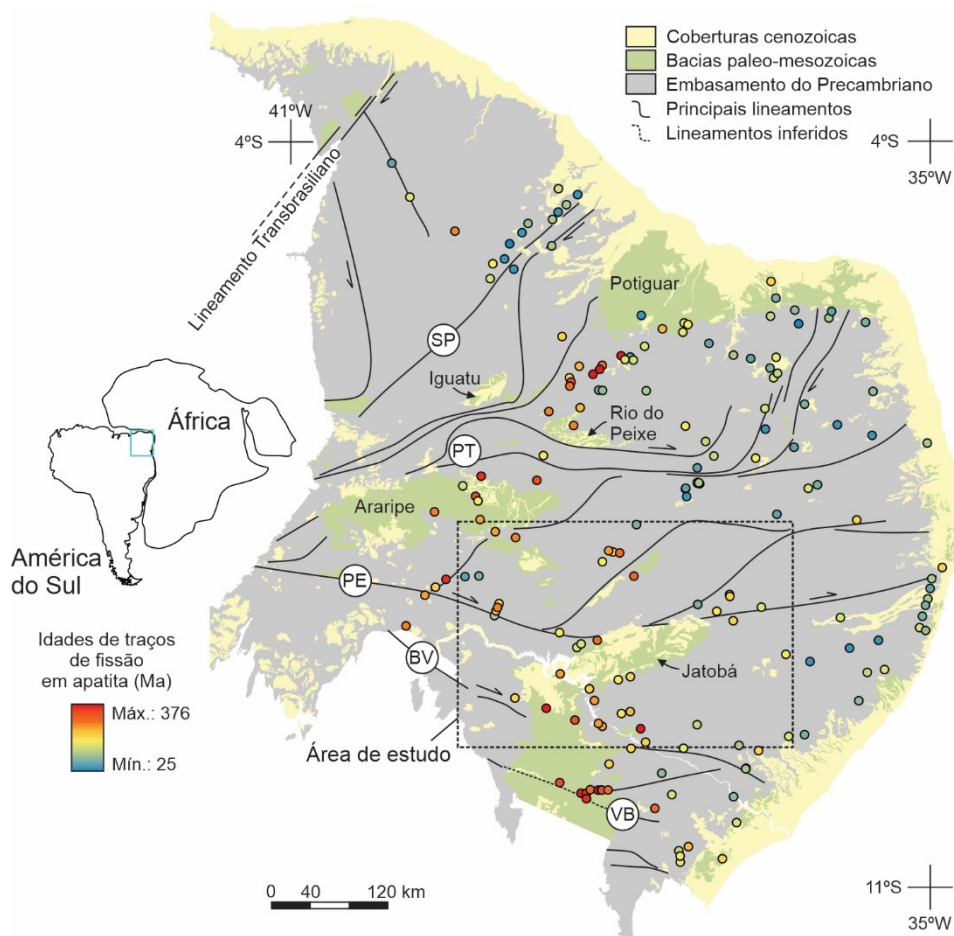 Coberturas cenozoicas
Bacias paleo-mesozoicas
Embasamento do Precambriano
Principais lineamentos
Lineamentos inferidos
41ºW
4ºS
4ºS
35ºW
Lineamento Transbrasiliano
Potiguar
SP
Iguatu
Rio do
Peixe
PT
África
Araripe
América
do Sul
PE
BV
Jatobá
Idades de traços
de fissão
em apatita (Ma)
Máx.: 376
Mín.: 25
Área de estudo
VB
0 40 120 km
11ºS
35ºW